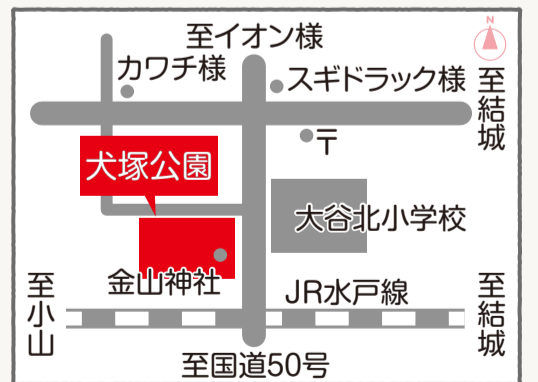 至イオン様
N
カワチ様
スギドラック様
至結城
〒
犬塚公園
大谷北小学校
金山神社
JR水戸線
至小山
至結城
至国道50号